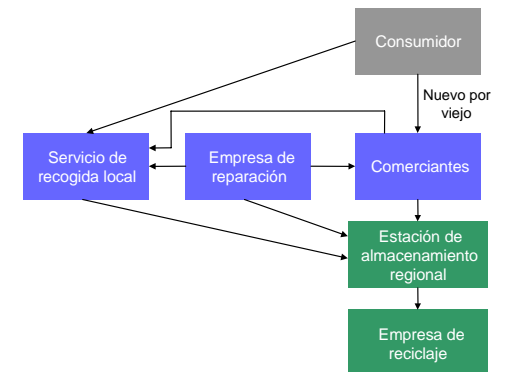 Consumidor
Nuevo por
viejo
Servicio de
recogida local
Empresa de
reparación
Comerciantes
Estación de
almacenamiento
regional
Empresa de
reciclaje